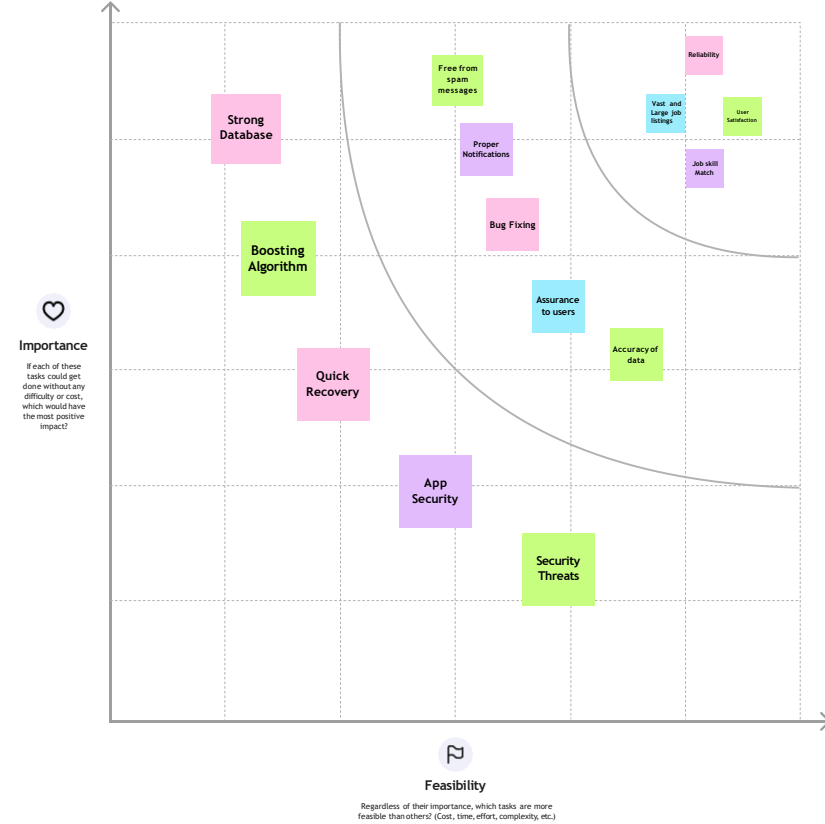 Reliability
Free from
spam
messages
Strong
Database
Vast and
Large job
listings
User
Satisfaction
Proper
Notifications
Job skill
Match
Bug Fixing
Boosting
Algorithm
Assurance
to users
Accuracy of
data
Importance
If each of these
tasks could get
done without any
difficulty or cost,
which would have
the most positive
impact?
Quick
Recovery
App
Security
Security
Threats
Feasibility
Regardless of their importance, which tasks are more
feasible than others? (Cost, time, effort, complexity, etc.)